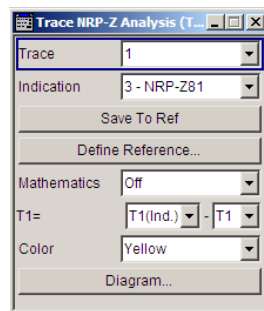 Trace NRP-Z Analysis (T...
Trace 1
Indication 3 - NRP-Z81
Save To Ref
Define Reference...
Mathematics Off
T1= T1(Ind.) - T1
Color Yellow
Diagram...